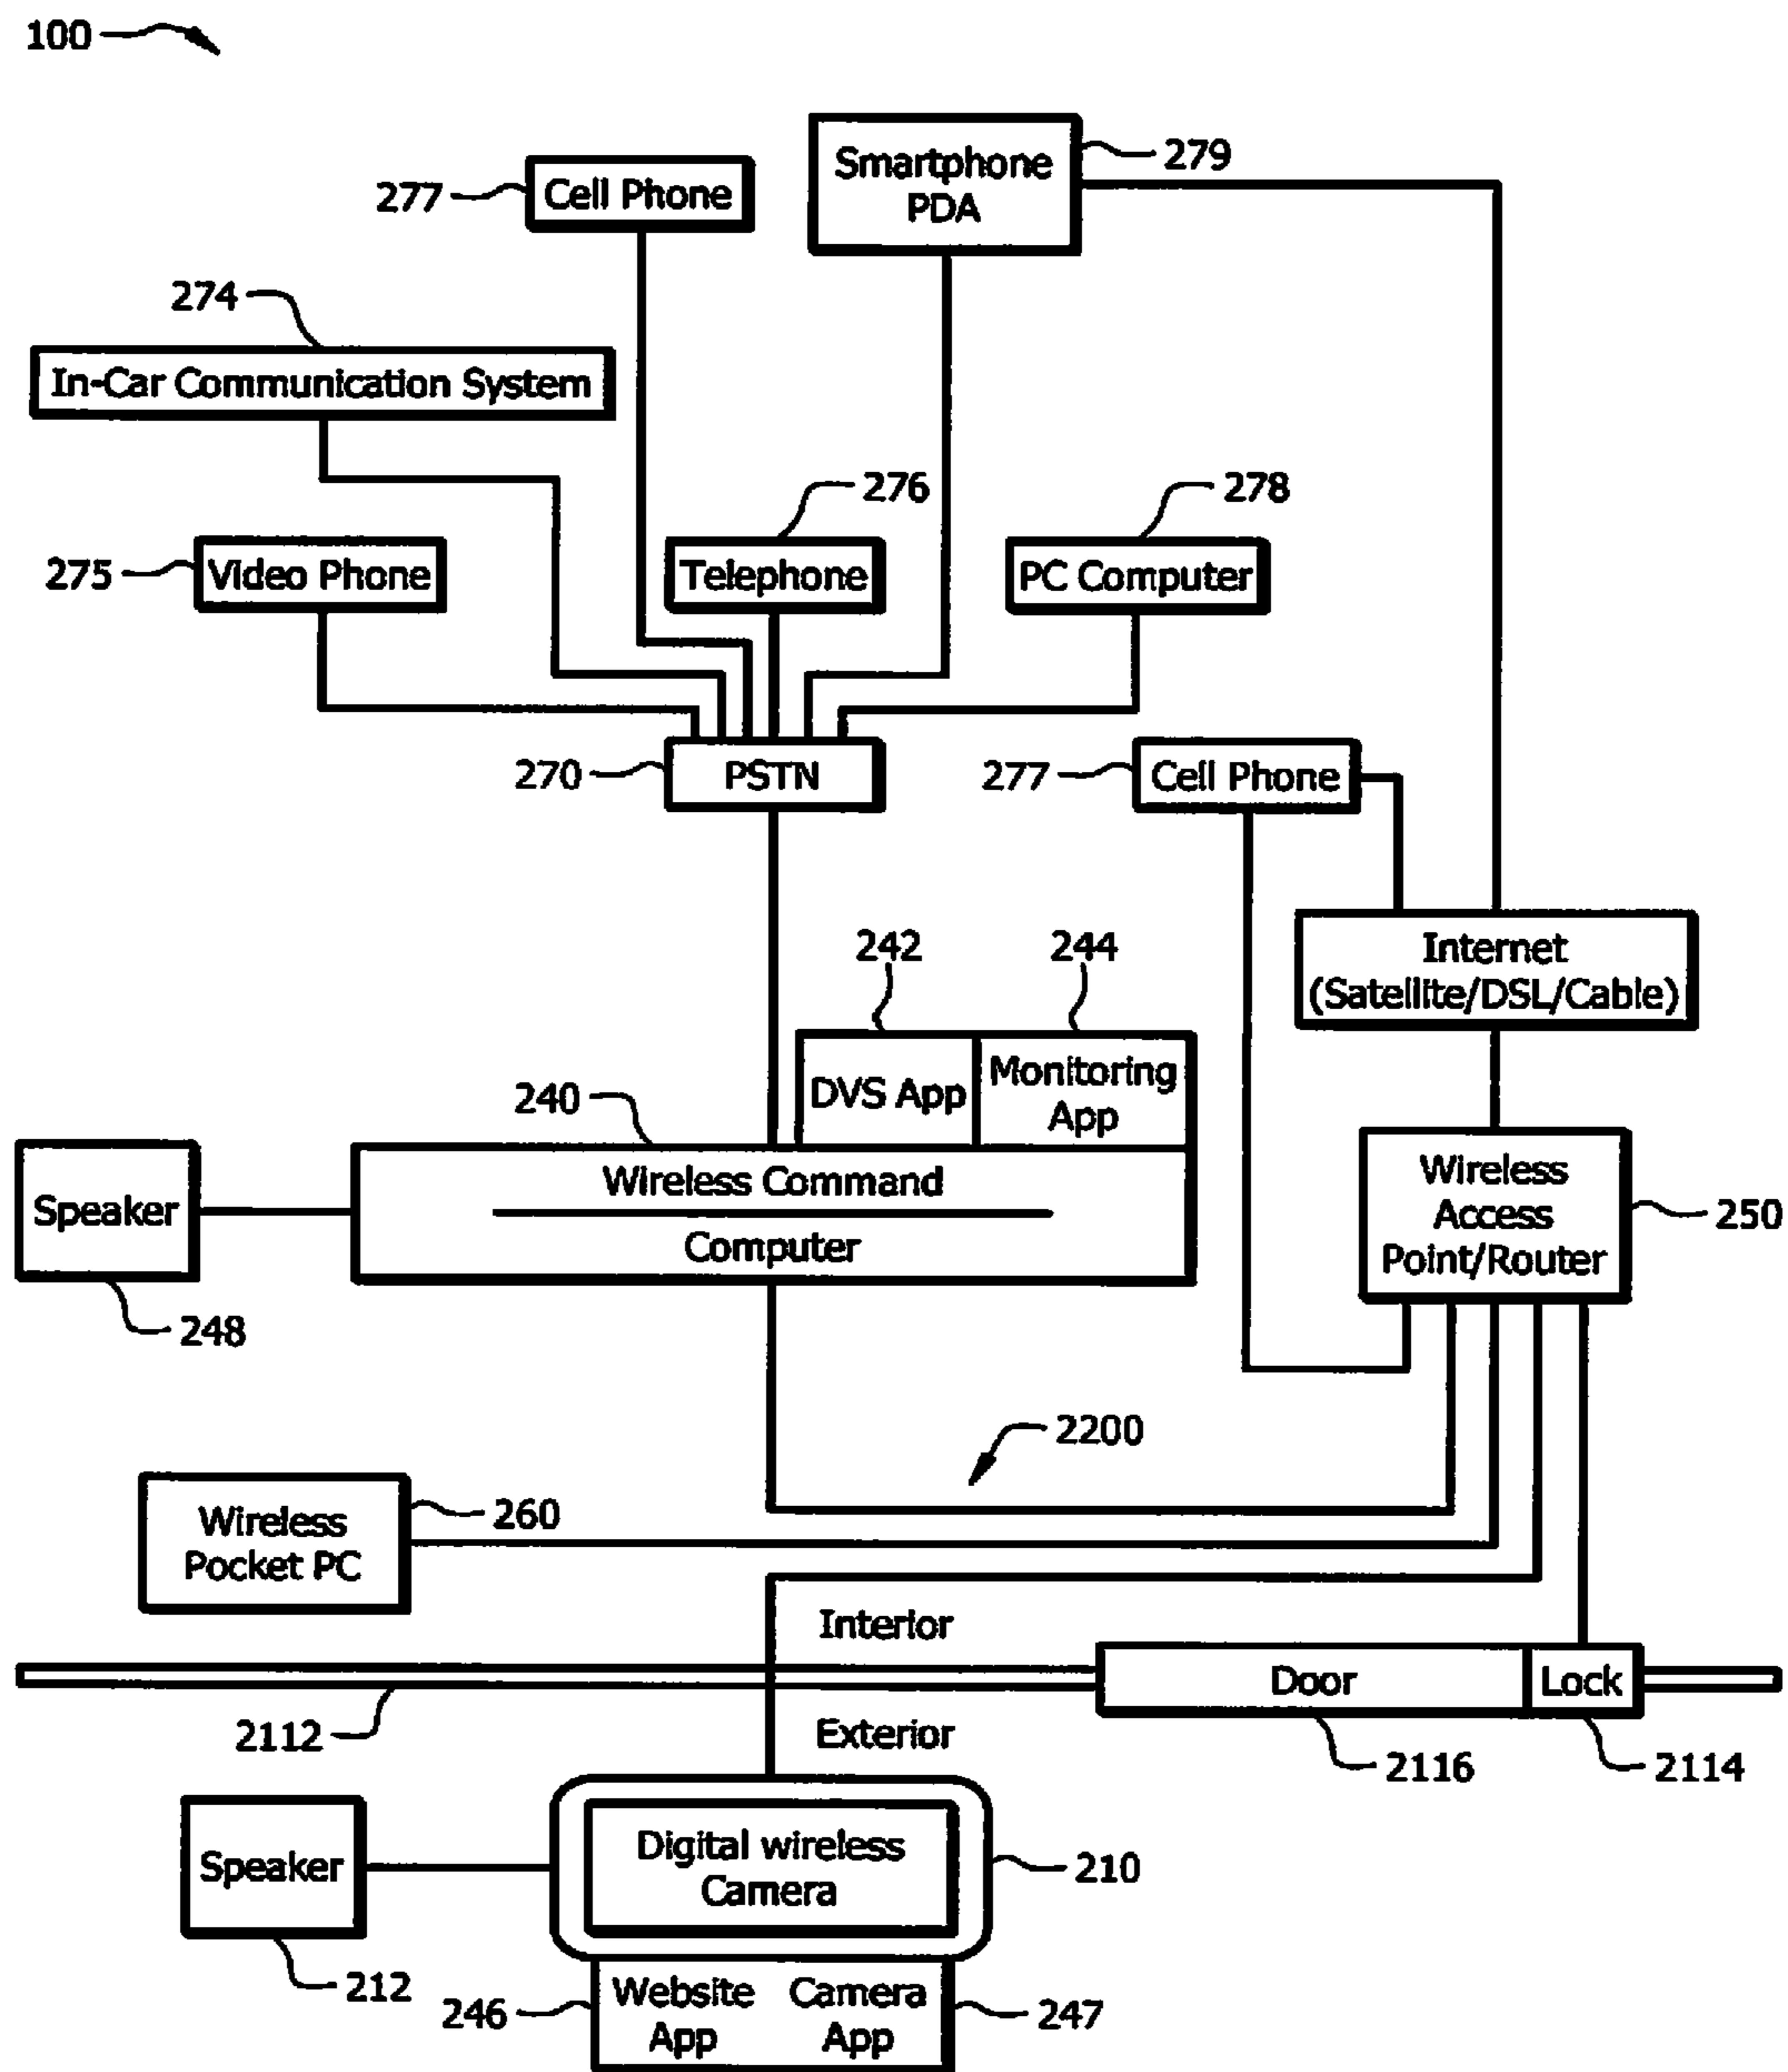 100
Smartphone
PDA
279
277
Cell Phone
274
In-Car Communication System
276
278
275
Video Phone
Telephone
PC Computer
270
PSTN
277
Cell Phone
242
244
Internet
(Satellite/DSL/Cable)
DVS App
Monitoring
App
240
Wireless
Access
Point/Router
250
Speaker
Wireless Command
Computer
248
2200
Wireless
Pocket PC
260
Interior
Door
Lock
2112
Exterior
2116
2114
Speaker
Digital wireless
Camera
210
212
246
Website
App
Camera
App
247